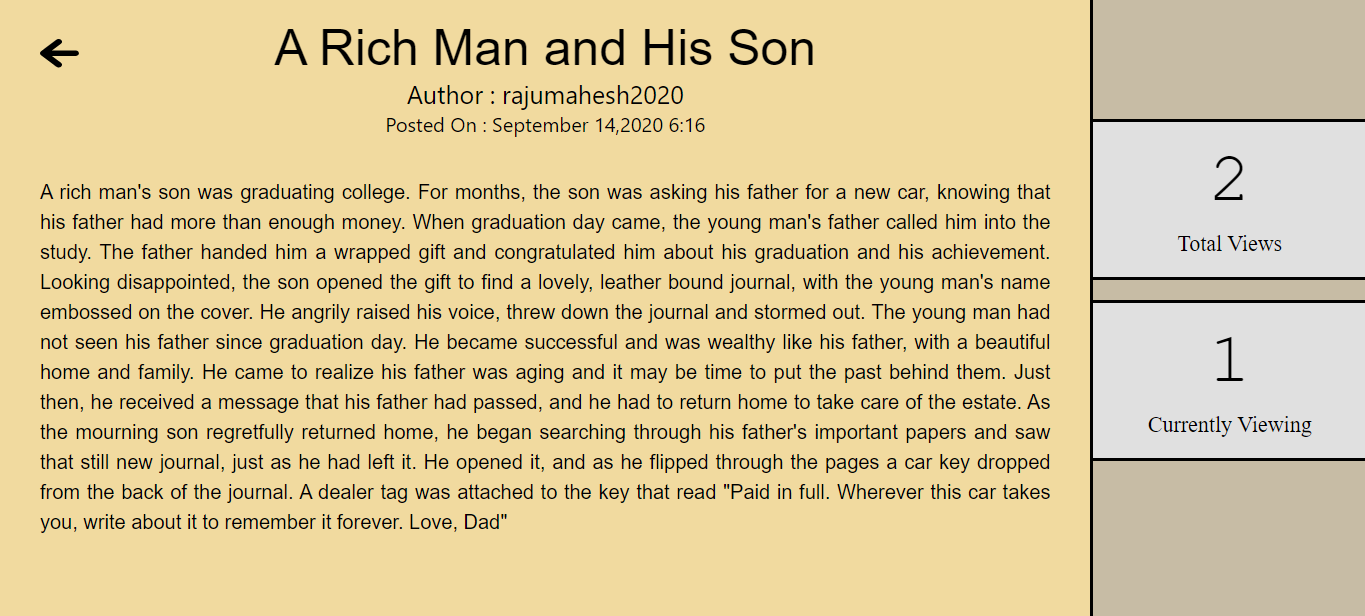 A Rich Man and His Son
Author : rajumahesh2020
Posted On : September 14,2020 6:16
A rich man's son was graduating college. For months, the son was asking his father for a new car, knowing that
his father had more than enough money. When graduation day came, the young man's father called him into the
study. The father handed him a wrapped gift and congratulated him about his graduation and his achievement.
Looking disappointed, the son opened the gift to find a lovely, leather bound journal, with the young man's name
embossed on the cover. He angrily raised his voice, threw down the journal and stormed out. The young man had
not seen his father since graduation day. He became successful and was wealthy like his father, with a beautiful
home and family. He came to realize his father was aging and it may be time to put the past behind them. Just
then, he received a message that his father had passed, and he had to return home to take care of the estate. As
the mourning son regretfully returned home, he began searching through his father's important papers and saw
that still new journal, just as he had left it. He opened it, and as he flipped through the pages a car key dropped
from the back of the journal. A dealer tag was attached to the key that read "Paid in full. Wherever this car takes
you, write about it to remember it forever. Love, Dad"
2
Total Views
1
Currently Viewing